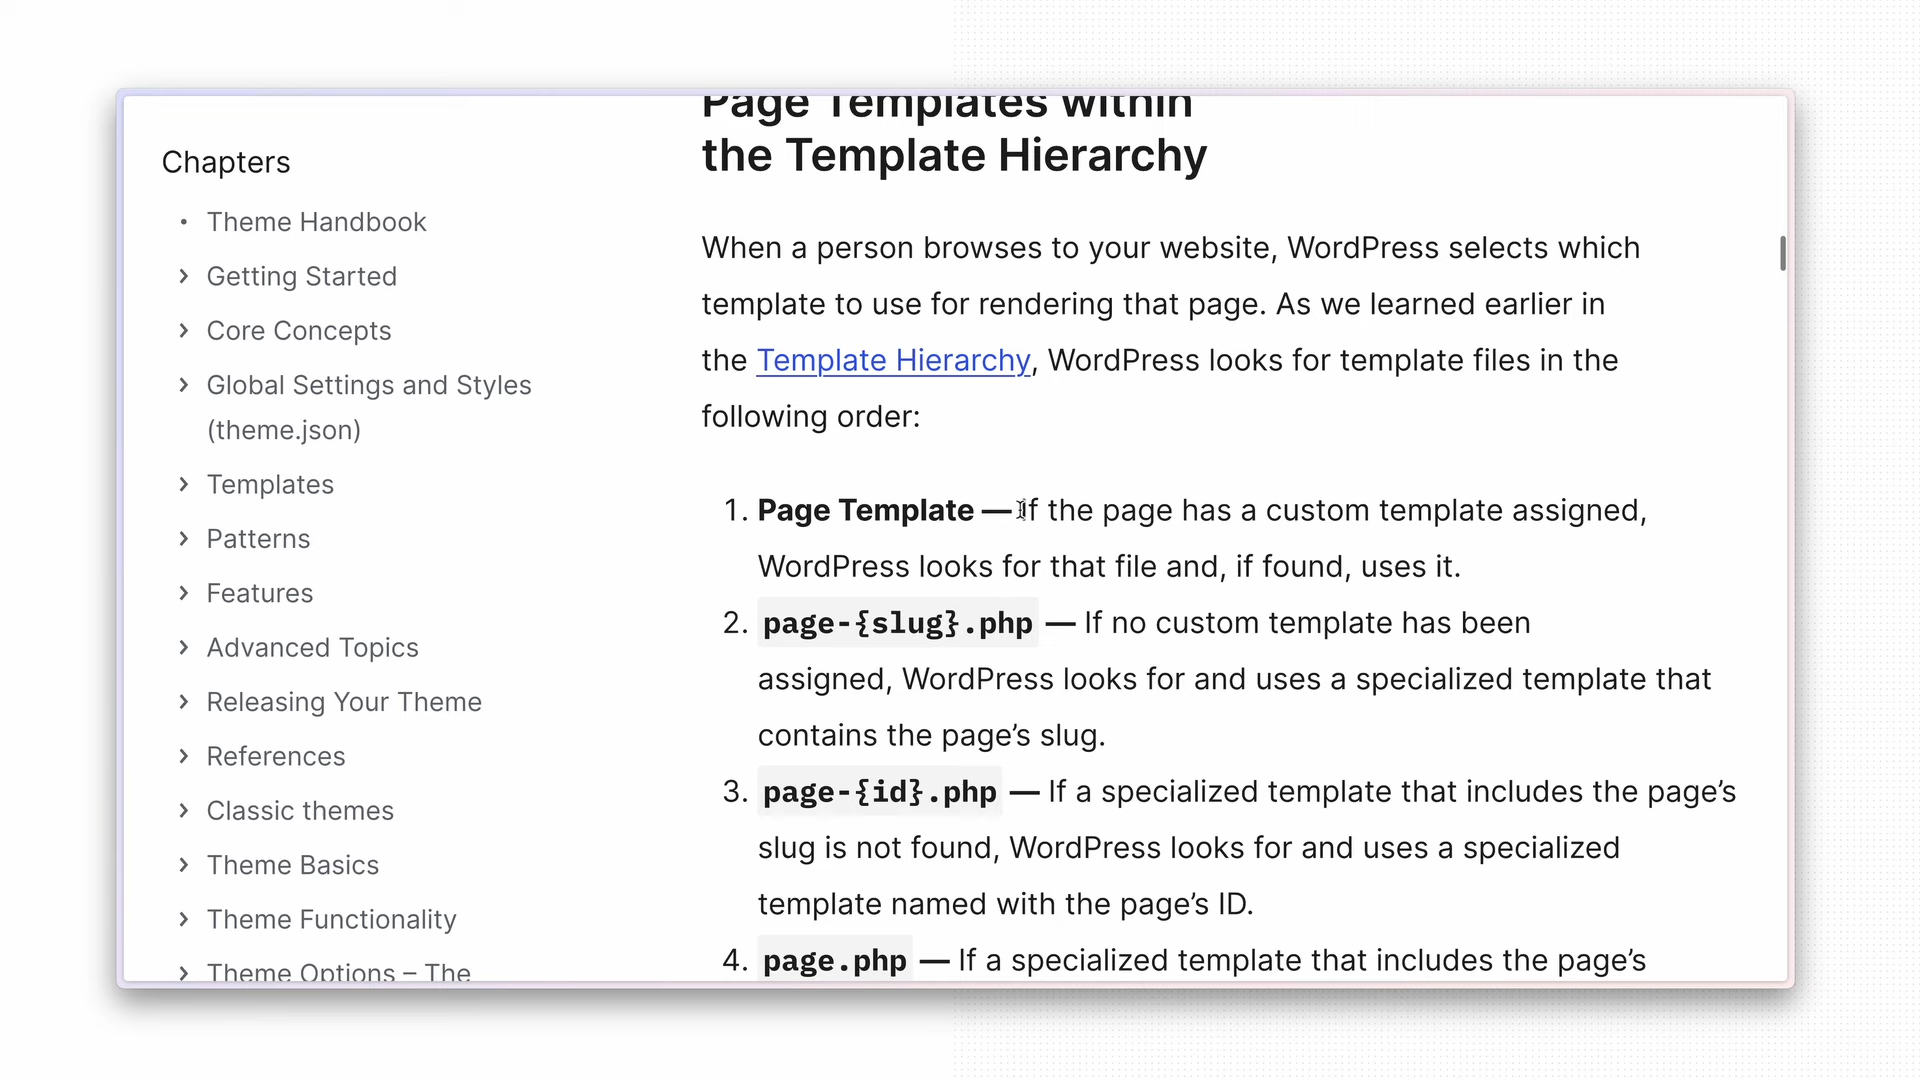 Chapters
Theme Handbook
Getting Started
Core Concepts
Global Settings and Styles
(theme.json)
Templates
Patterns
Features
Advanced Topics
Releasing Your Theme
References
Classic themes
Theme Basics
Theme Functionality
Theme Options – The
Page Templates within
the Template Hierarchy
When a person browses to your website, WordPress selects which
template to use for rendering that page. As we learned earlier in
the Template Hierarchy, WordPress looks for template files in the
following order:
1. Page Template — If the page has a custom template assigned,
WordPress looks for that file and, if found, uses it.
2. page-{slug}.php — If no custom template has been
assigned, WordPress looks for and uses a specialized template that
contains the page’s slug.
3. page-{id}.php — If a specialized template that includes the page’s
slug is not found, WordPress looks for and uses a specialized
template named with the page’s ID.
4. page.php — If a specialized template that includes the page’s